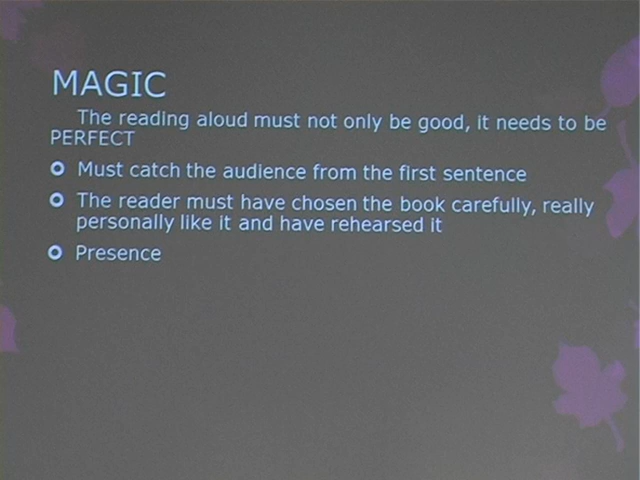 MAGIC
The reading aloud must not only be good, it needs to be
PERFECT
Must catch the audience from the first sentence
The reader must have chosen the book carefully, really
personally like it and have rehearsed it
Presence